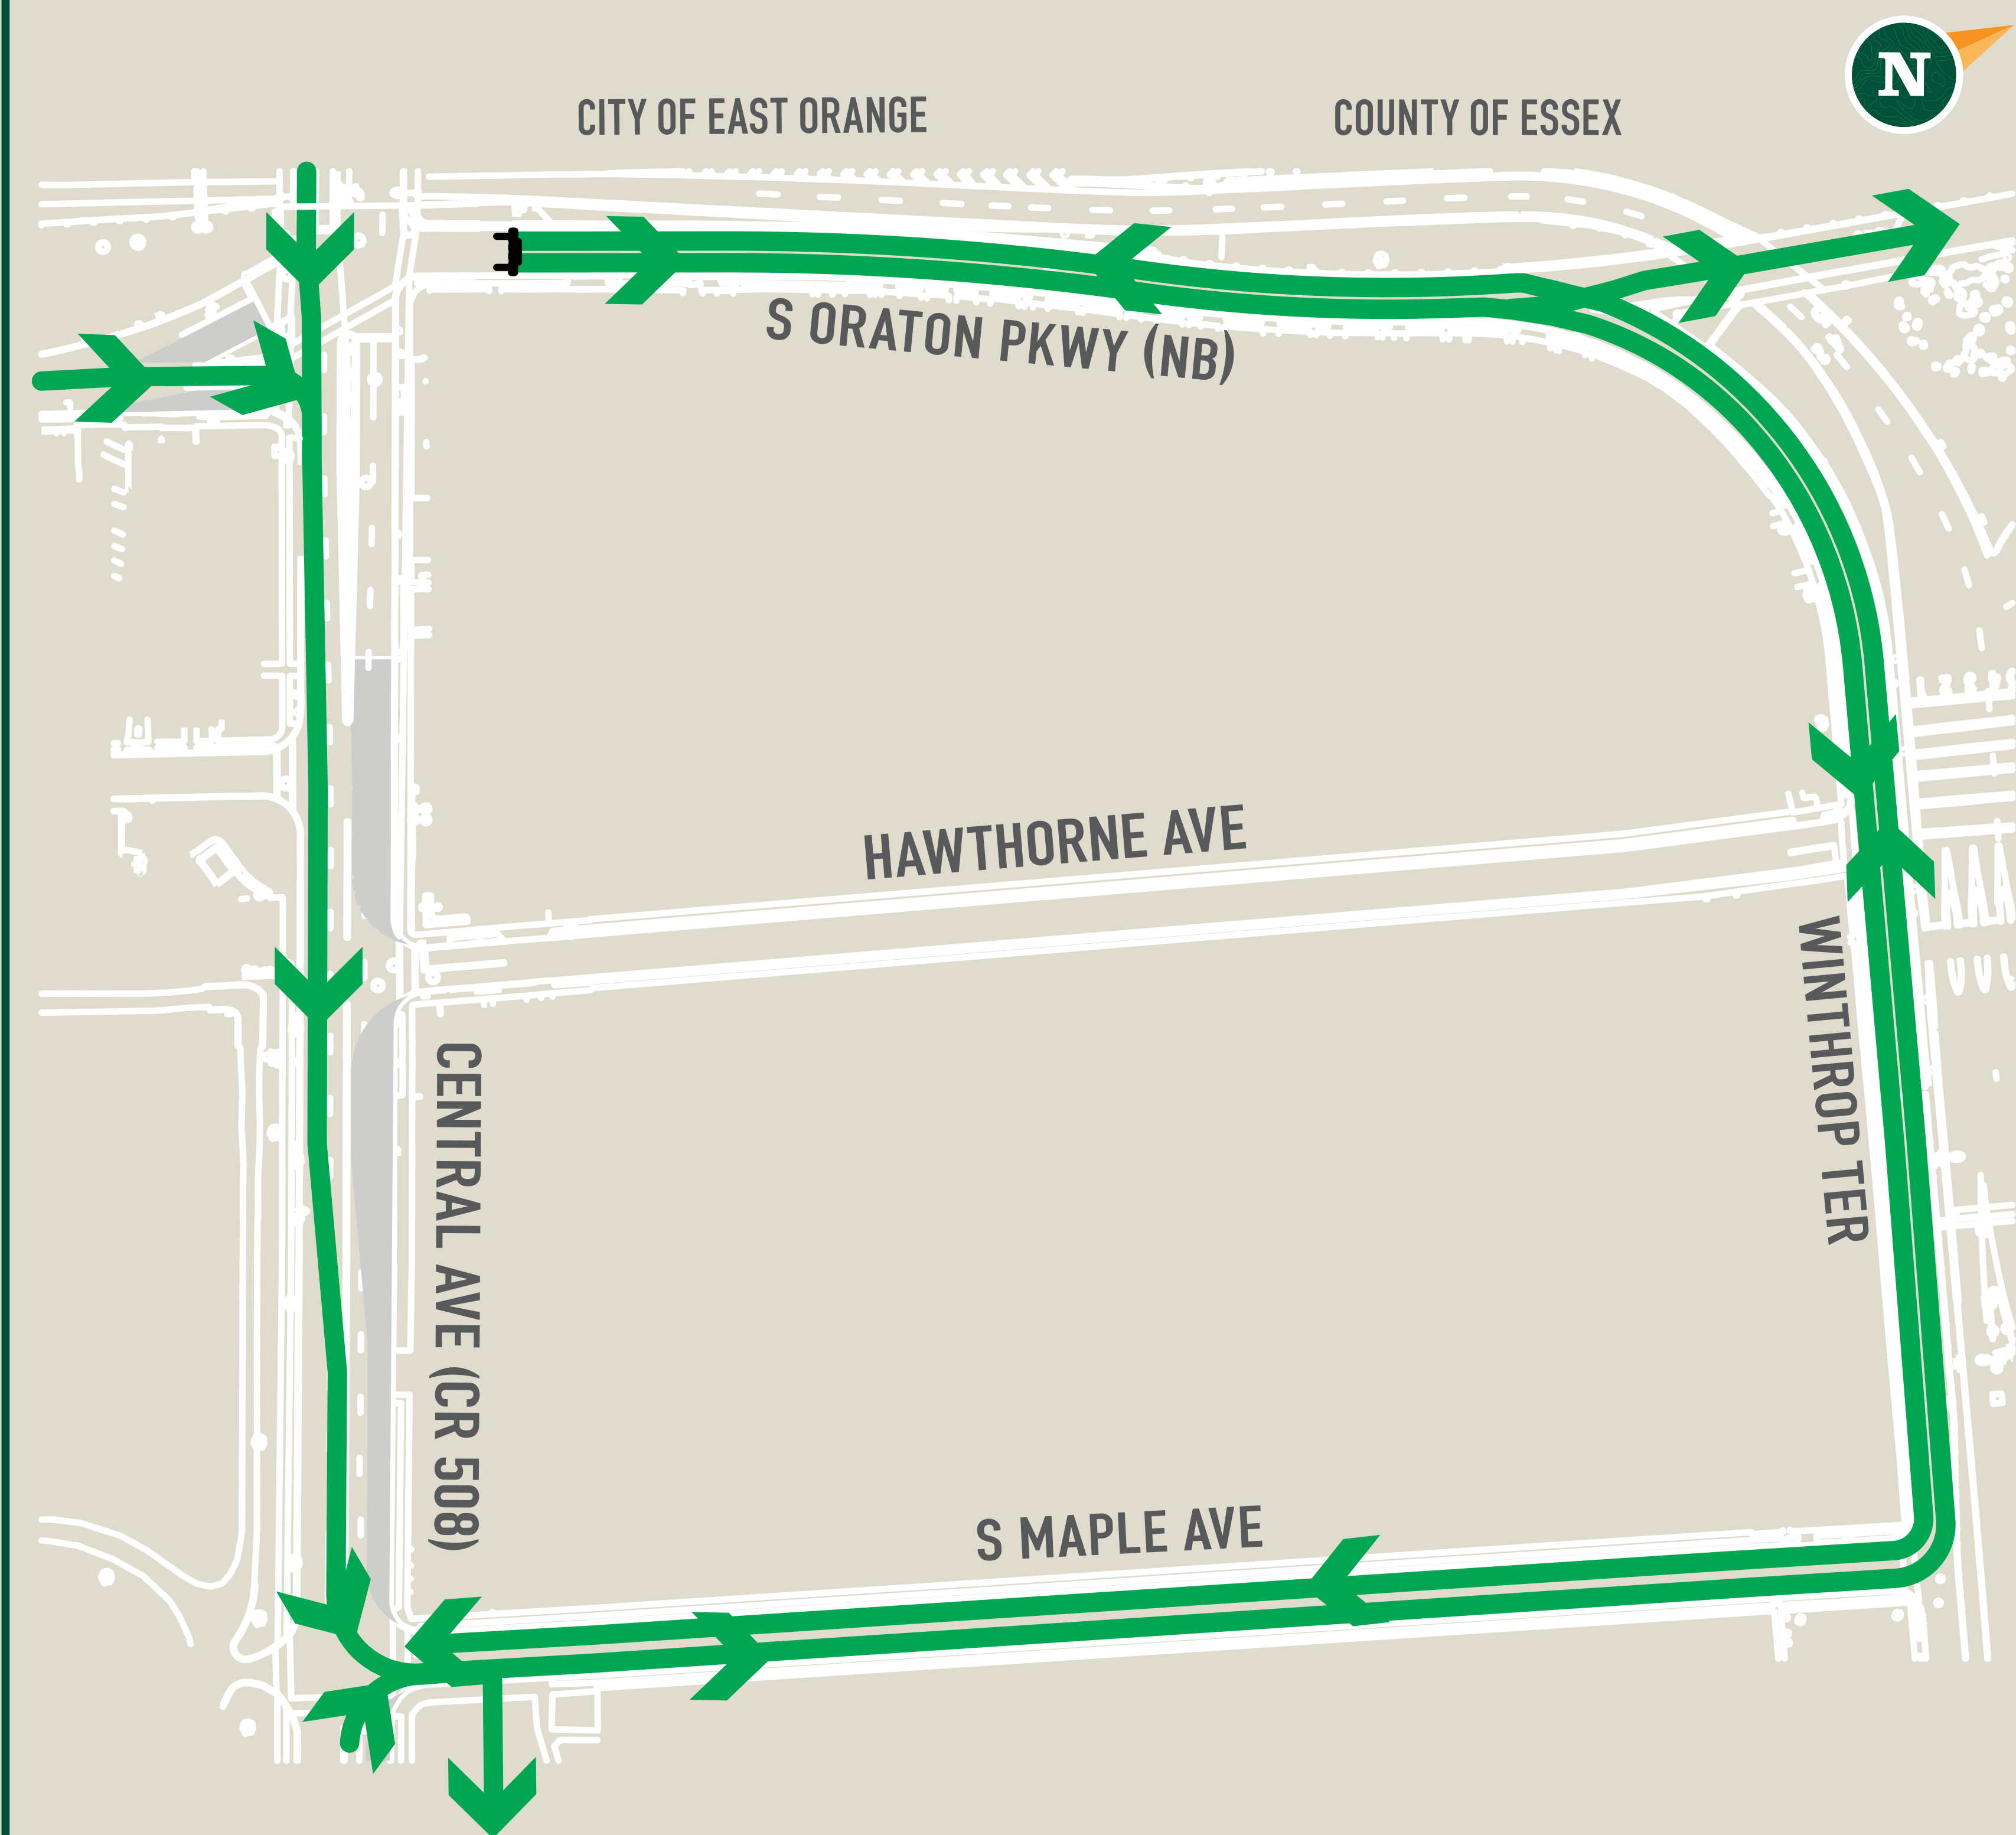 CITY OF EAST ORANGE
COUNTY OF ESSEX
N
S ORATON PKWY (NB)
HAWTHORNE AVE
WINTHROP TER
CENTRAL AVE (CR 508)
S MAPLE AVE